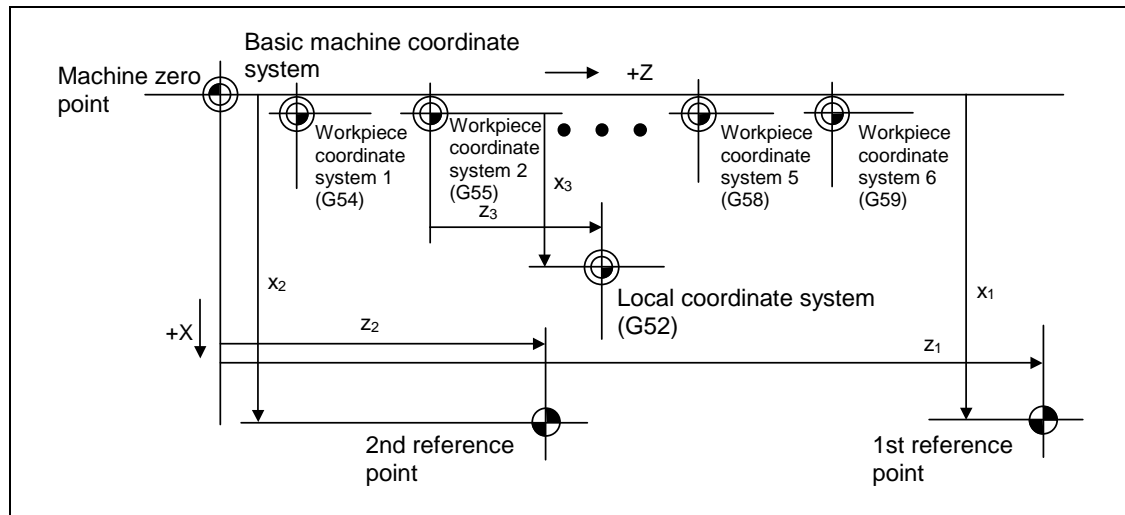 Basic machine coordinate
system
Machine zero
point
+Z
Workpiece
coordinate
system 1
(G54)
Workpiece
coordinate
system 2
(G55)
Workpiece
coordinate
system 5
(G58)
Workpiece
coordinate
system 6
(G59)
x3
z3
x2
Local coordinate system
(G52)
x1
+X
z2
z1
2nd reference
point
1st reference
point